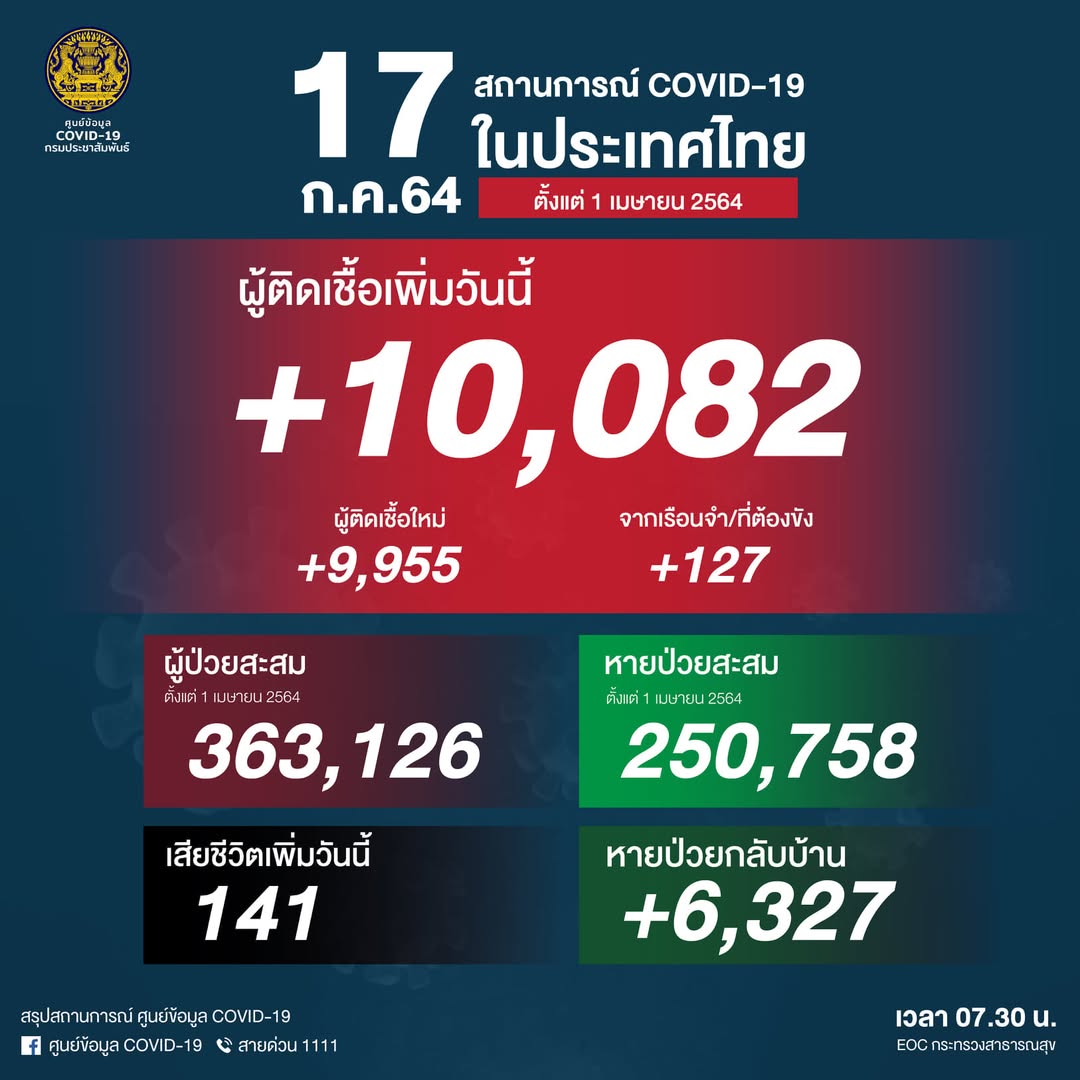 ศูนย์ข้อมูล
COVID-19
กรมประชาสัมพันธ์
17
ก.ค.64
สถานการณ์ COVID-19
ในประเทศไทย
ตั้งแต่ 1 เมษายน 2564
ผู้ติดเชื้อเพิ่มวันนี้
+10,082
ผู้ติดเชื้อใหม่
+9,955
จากเรือนจำ/ที่ต้องขัง
+127
ผู้ป่วยสะสม
ตั้งแต่ 1 เมษายน 2564
363,126
หายป่วยสะสม
ตั้งแต่ 1 เมษายน 2564
250,758
เสียชีวิตเพิ่มวันนี้
141
หายป่วยกลับบ้าน
+6,327
สรุปสถานการณ์ ศูนย์ข้อมูล COVID-19
ศูนย์ข้อมูล COVID-19 สายด่วน 1111
เวลา 07.30 น.
EOC กระทรวงสาธารณสุข